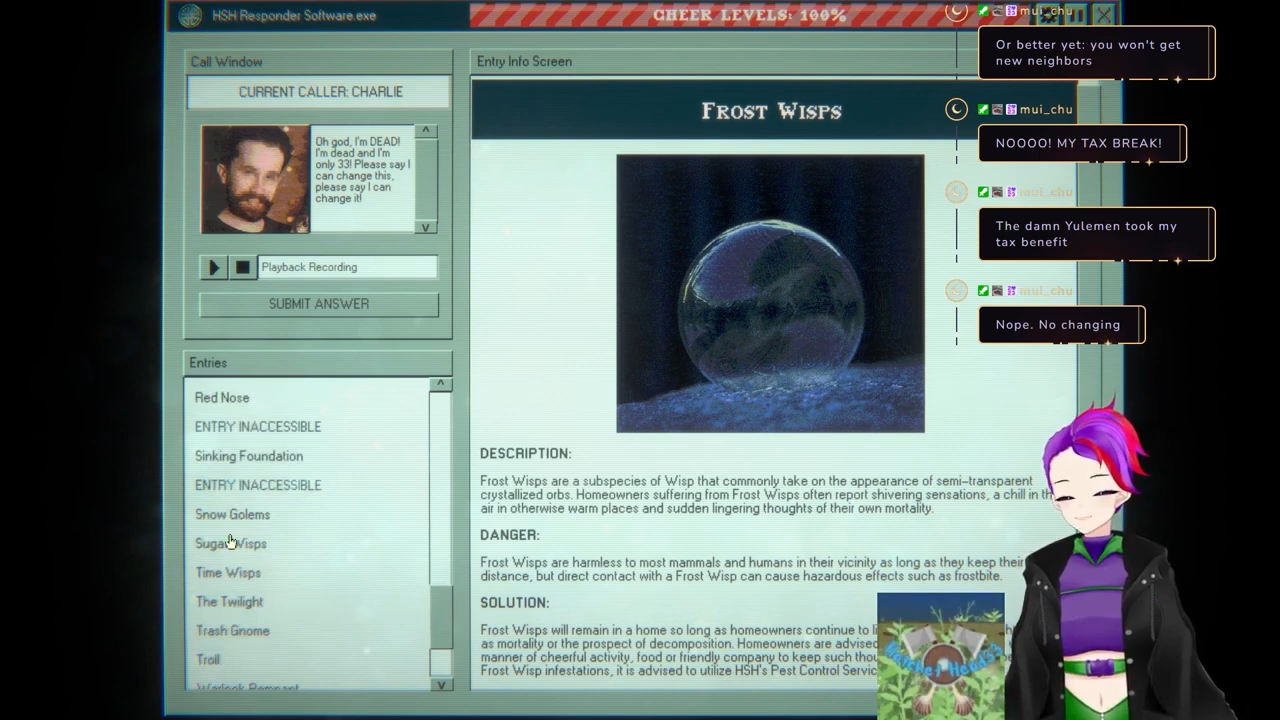 HSH Responder Software.exe
CHEER LEVELS: 100%
Call Window
CURRENT CALLER: CHARLIE
Oh god, I'm DEAD!
I'm dead and I'm
only 33! Please say I
can change this,
please say I can
change it!
Playback Recording
SUBMIT ANSWER
Entries
Red Nose
ENTRY INACCESSIBLE
Sinking Foundation
ENTRY INACCESSIBLE
Snow Golems
Sugar Wisps
Time Wisps
The Twilight
Trash Gnome
Troll
Warlock Remnant
Entry Info Screen
FROST WISPS
DESCRIPTION:
Frost Wisps are a subspecies of Wisp that commonly take on the appearance of semi-transparent
crystallized orbs. Homeowners suffering from Frost Wisps often report shivering sensations, a chill in
air in otherwise warm places and sudden lingering thoughts of their own mortality.
DANGER:
Frost Wisps are harmless to most mammals and humans in their vicinity as long as they keep their
distance, but direct contact with a Frost Wisp can cause hazardous effects such as frostbite.
SOLUTION:
Frost Wisps will remain in a home so long as homeowners continue to
as mortality or the prospect of decomposition. Homeowners are advised
manner of cheerful activity, food or friendly company to keep such
Frost Wisp infestations, it is advised to utilize HSH's Pest Control
mui_chu
Or better yet: you won't get
new neighbors
mui_chu
NOOOO! MY TAX BREAK!
mui_chu
The damn Yulemen took my
tax benefit
mui_chu
Nope. No changing